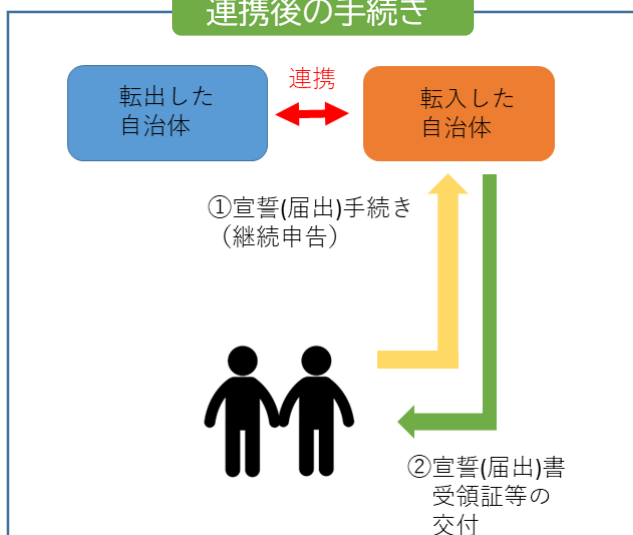 連携後の手続き
転出した
自治体
連携
転入した
自治体
①宣誓(届出)手続き
（継続申告）
②宣誓(届出)書
受領証等の
交付